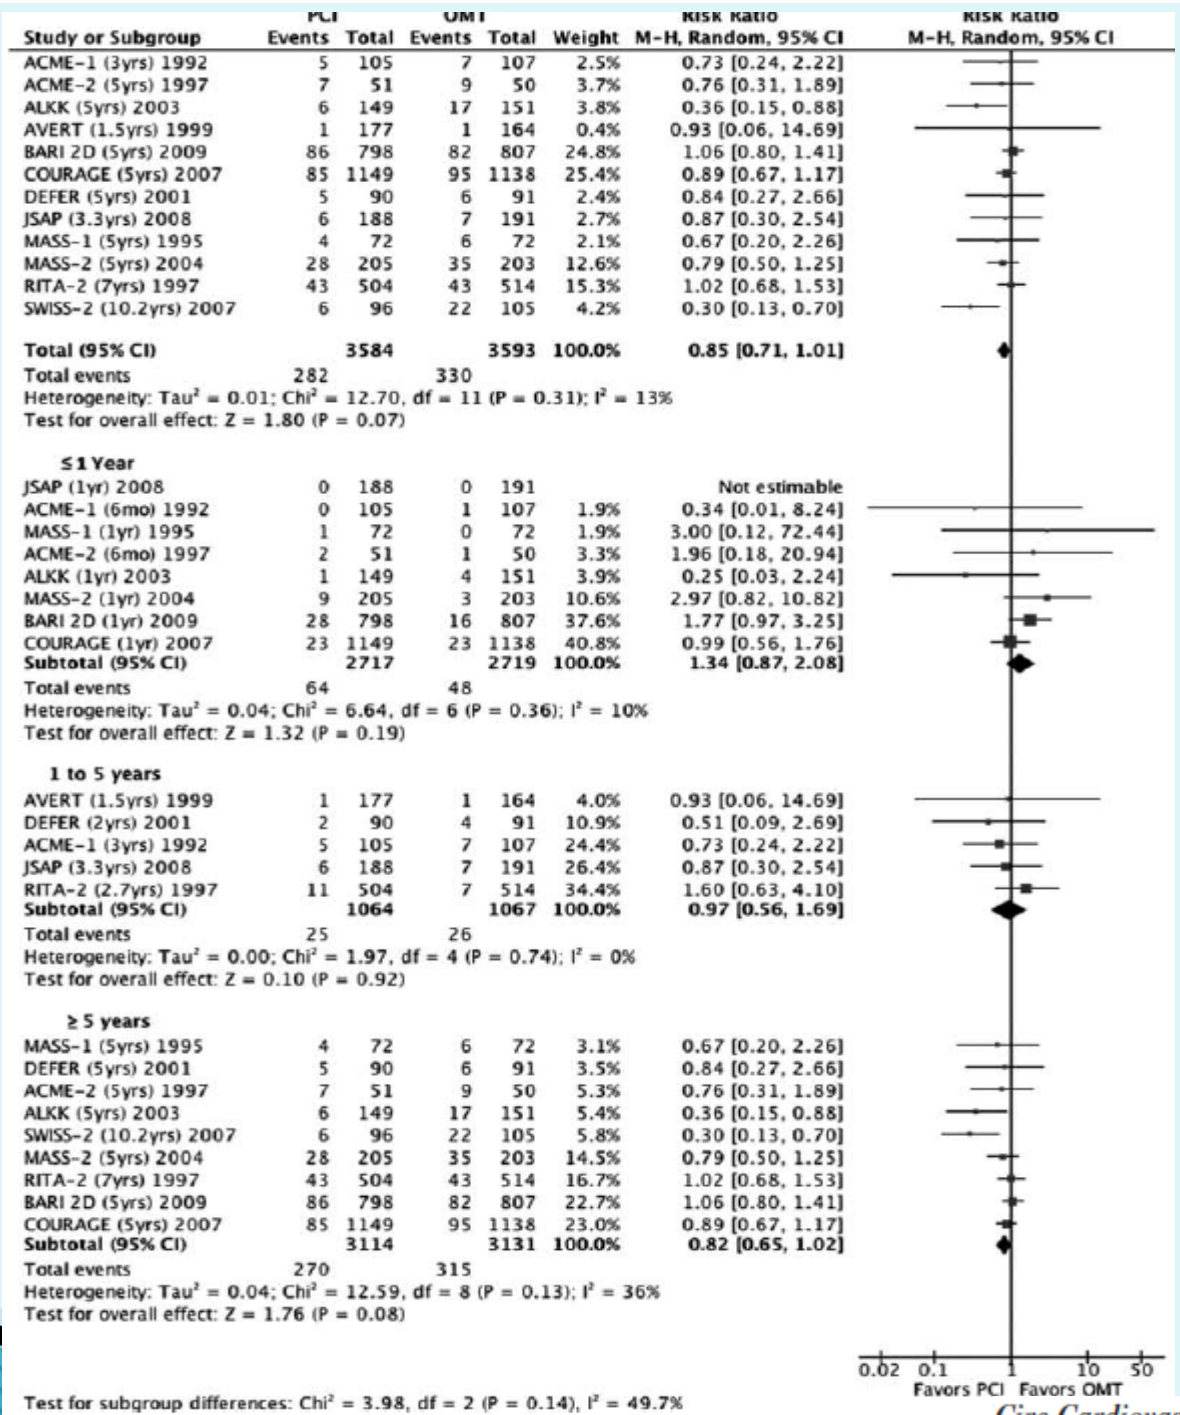 PCI OMT Risk Ratio Risk Ratio
Study or Subgroup Events Total Events Total Weight M-H, Random, 95% CI M-H, Random, 95% CI
ACME-1 (3yrs) 1992 5 105 7 107 2.5% 0.73 [0.24, 2.22]
ACME-2 (5yrs) 1997 7 51 9 50 3.7% 0.76 [0.31, 1.89]
ALKK (5yrs) 2003 6 149 17 151 3.8% 0.36 [0.15, 0.88]
AVERT (1.5yrs) 1999 1 177 1 164 0.4% 0.93 [0.06, 14.69]
BARI 2D (5yrs) 2009 86 798 82 807 24.8% 1.06 [0.80, 1.41]
COURAGE (5yrs) 2007 85 1149 95 1138 25.4% 0.89 [0.67, 1.17]
DEFER (5yrs) 2001 5 90 6 91 2.4% 0.84 [0.27, 2.66]
JSAP (3.3yrs) 2008 6 188 7 191 2.7% 0.87 [0.30, 2.54]
MASS-1 (5yrs) 1995 4 72 6 72 2.1% 0.67 [0.20, 2.26]
MASS-2 (5yrs) 2004 28 205 35 203 12.6% 0.79 [0.50, 1.25]
RITA-2 (7yrs) 1997 43 504 43 514 15.3% 1.02 [0.68, 1.53]
SWISS-2 (10.2yrs) 2007 6 96 22 105 4.2% 0.30 [0.13, 0.70]
Total (95% CI) 3584 3593 100.0% 0.85 [0.71, 1.01]
Total events 282 330
Heterogeneity: Tau² = 0.01; Chi² = 12.70, df = 11 (P = 0.31); I² = 13%
Test for overall effect: Z = 1.80 (P = 0.07)
≤1 Year
JSAP (1yr) 2008 0 188 0 191 Not estimable
ACME-1 (6mo) 1992 0 105 1 107 1.9% 0.34 [0.01, 8.24]
MASS-1 (1yr) 1995 1 72 0 72 1.9% 3.00 [0.12, 72.44]
ACME-2 (6mo) 1997 2 51 1 50 3.3% 1.96 [0.18, 20.94]
ALKK (1yr) 2003 1 149 4 151 3.9% 0.25 [0.03, 2.24]
MASS-2 (1yr) 2004 9 205 3 203 10.6% 2.97 [0.82, 10.82]
BARI 2D (1yr) 2009 28 798 16 807 37.6% 1.77 [0.97, 3.25]
COURAGE (1yr) 2007 23 1149 23 1138 40.8% 0.99 [0.56, 1.76]
Subtotal (95% CI) 2717 2719 100.0% 1.34 [0.87, 2.08]
Total events 64 48
Heterogeneity: Tau² = 0.04; Chi² = 6.64, df = 6 (P = 0.36); I² = 10%
Test for overall effect: Z = 1.32 (P = 0.19)
1 to 5 years
AVERT (1.5yrs) 1999 1 177 1 164 4.0% 0.93 [0.06, 14.69]
DEFER (2yrs) 2001 2 90 4 91 10.9% 0.51 [0.09, 2.69]
ACME-1 (3yrs) 1992 5 105 7 107 24.4% 0.73 [0.24, 2.22]
JSAP (3.3yrs) 2008 6 188 7 191 26.4% 0.87 [0.30, 2.54]
RITA-2 (2.7yrs) 1997 11 504 7 514 34.4% 1.60 [0.63, 4.10]
Subtotal (95% CI) 1064 1067 100.0% 0.97 [0.56, 1.69]
Total events 25 26
Heterogeneity: Tau² = 0.00; Chi² = 1.97, df = 4 (P = 0.74); I² = 0%
Test for overall effect: Z = 0.10 (P = 0.92)
≥ 5 years
MASS-1 (5yrs) 1995 4 72 6 72 3.1% 0.67 [0.20, 2.26]
DEFER (5yrs) 2001 5 90 6 91 3.5% 0.84 [0.27, 2.66]
ACME-2 (5yrs) 1997 7 51 9 50 5.3% 0.76 [0.31, 1.89]
ALKK (5yrs) 2003 6 149 17 151 5.4% 0.36 [0.15, 0.88]
SWISS-2 (10.2yrs) 2007 6 96 22 105 5.8% 0.30 [0.13, 0.70]
MASS-2 (5yrs) 2004 28 205 35 203 14.5% 0.79 [0.50, 1.25]
RITA-2 (7yrs) 1997 43 504 43 514 16.7% 1.02 [0.68, 1.53]
BARI 2D (5yrs) 2009 86 798 82 807 22.7% 1.06 [0.80, 1.41]
COURAGE (5yrs) 2007 85 1149 95 1138 23.0% 0.89 [0.67, 1.17]
Subtotal (95% CI) 3114 3131 100.0% 0.82 [0.65, 1.02]
Total events 270 315
Heterogeneity: Tau² = 0.04; Chi² = 12.59, df = 8 (P = 0.13); I² = 36%
Test for overall effect: Z = 1.76 (P = 0.08)
0.02 0.1 1 10 50
Favors PCI Favors OMT
Test for subgroup differences: Chi² = 3.98, df = 2 (P = 0.14), I² = 49.7%